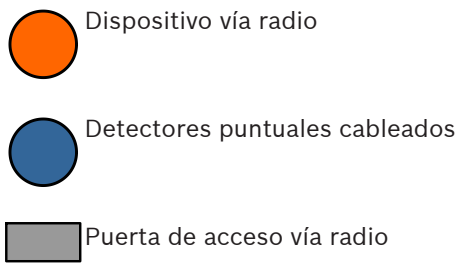 Dispositivo vía radio
Detectores puntuales cableados
Puerta de acceso vía radio